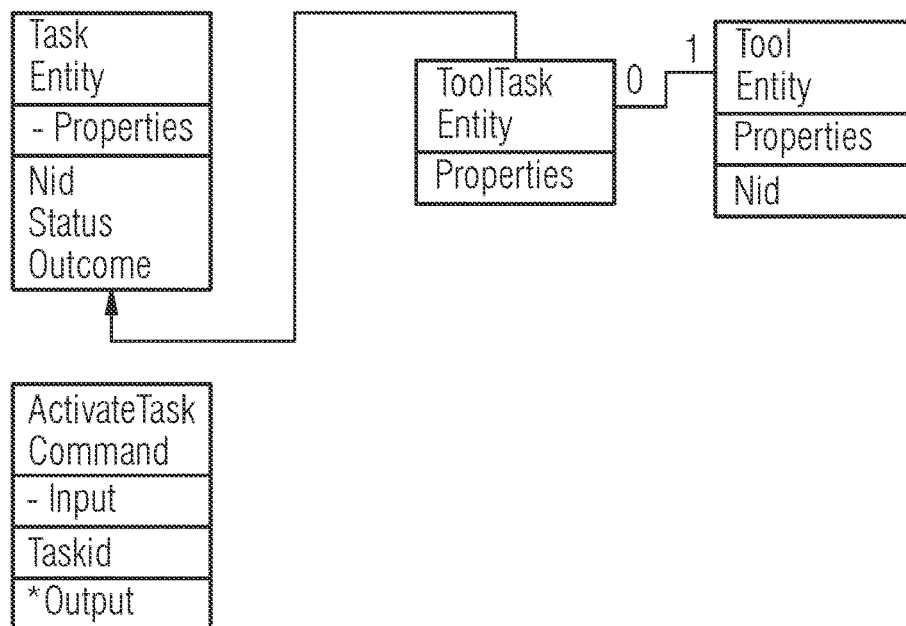 Task
Entity
- Properties
Nid
Status
Outcome
ToolTask
Entity
Properties
0
1
Tool
Entity
Properties
Nid
ActivateTask
Command
- Input
Taskid
*Output